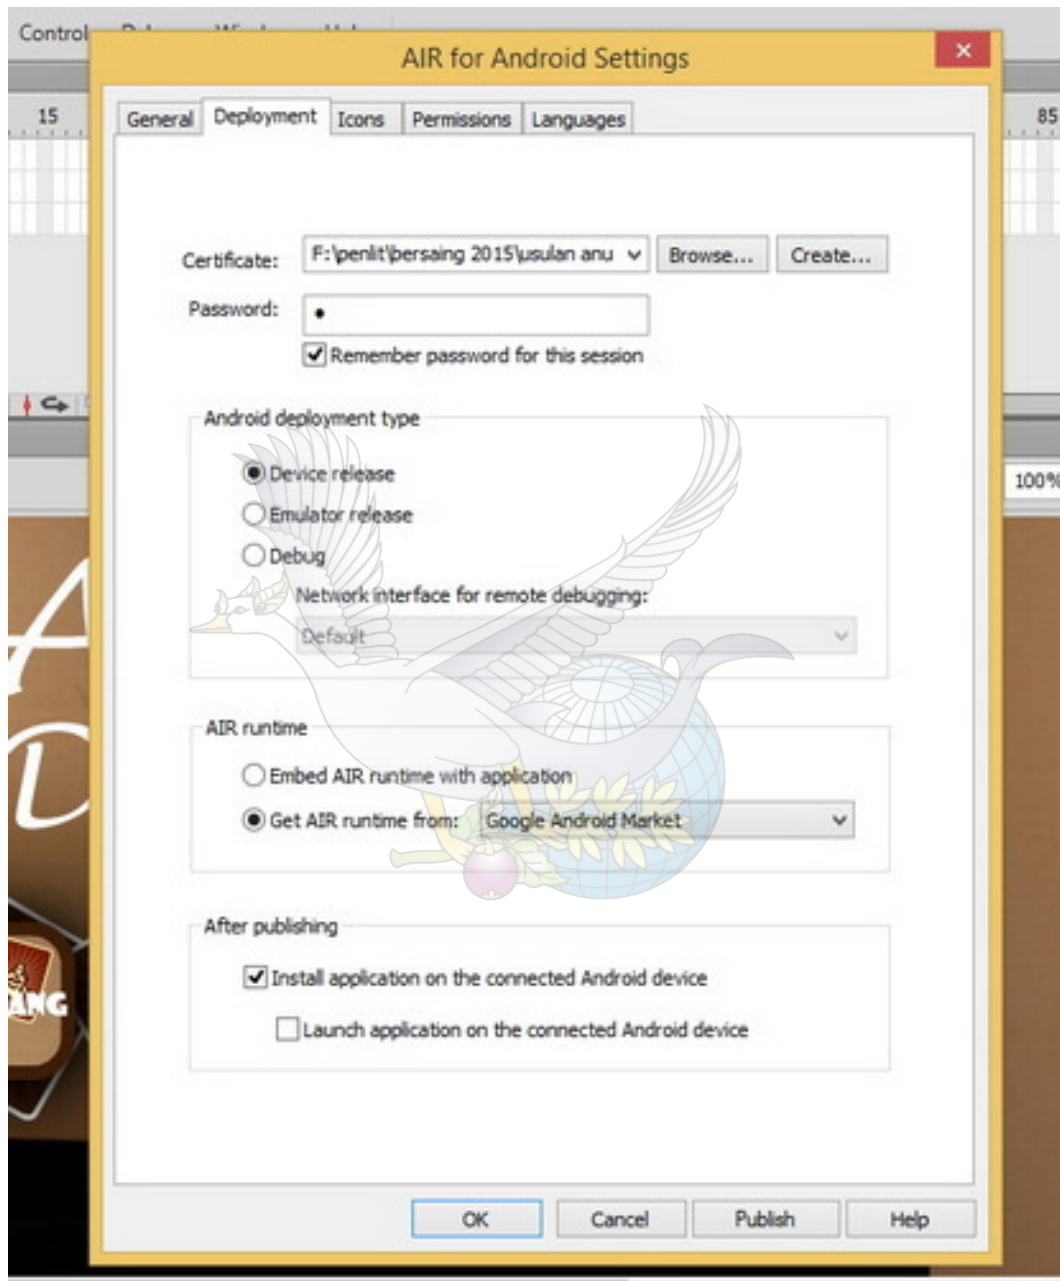 Control
AIR for Android Settings
15
85
General Deployment Icons Permissions Languages
Certificate: F:\penlit\bersaing 2015\usulan anu Browse... Create...
Password: •
Remember password for this session
Android deployment type
Device release
100%
Emulator release
Debug
Network interface for remote debugging:
Default
AIR runtime
Embed AIR runtime with application
Get AIR runtime from: Google Android Market
After publishing
Install application on the connected Android device
ANG
Launch application on the connected Android device
OK Cancel Publish Help